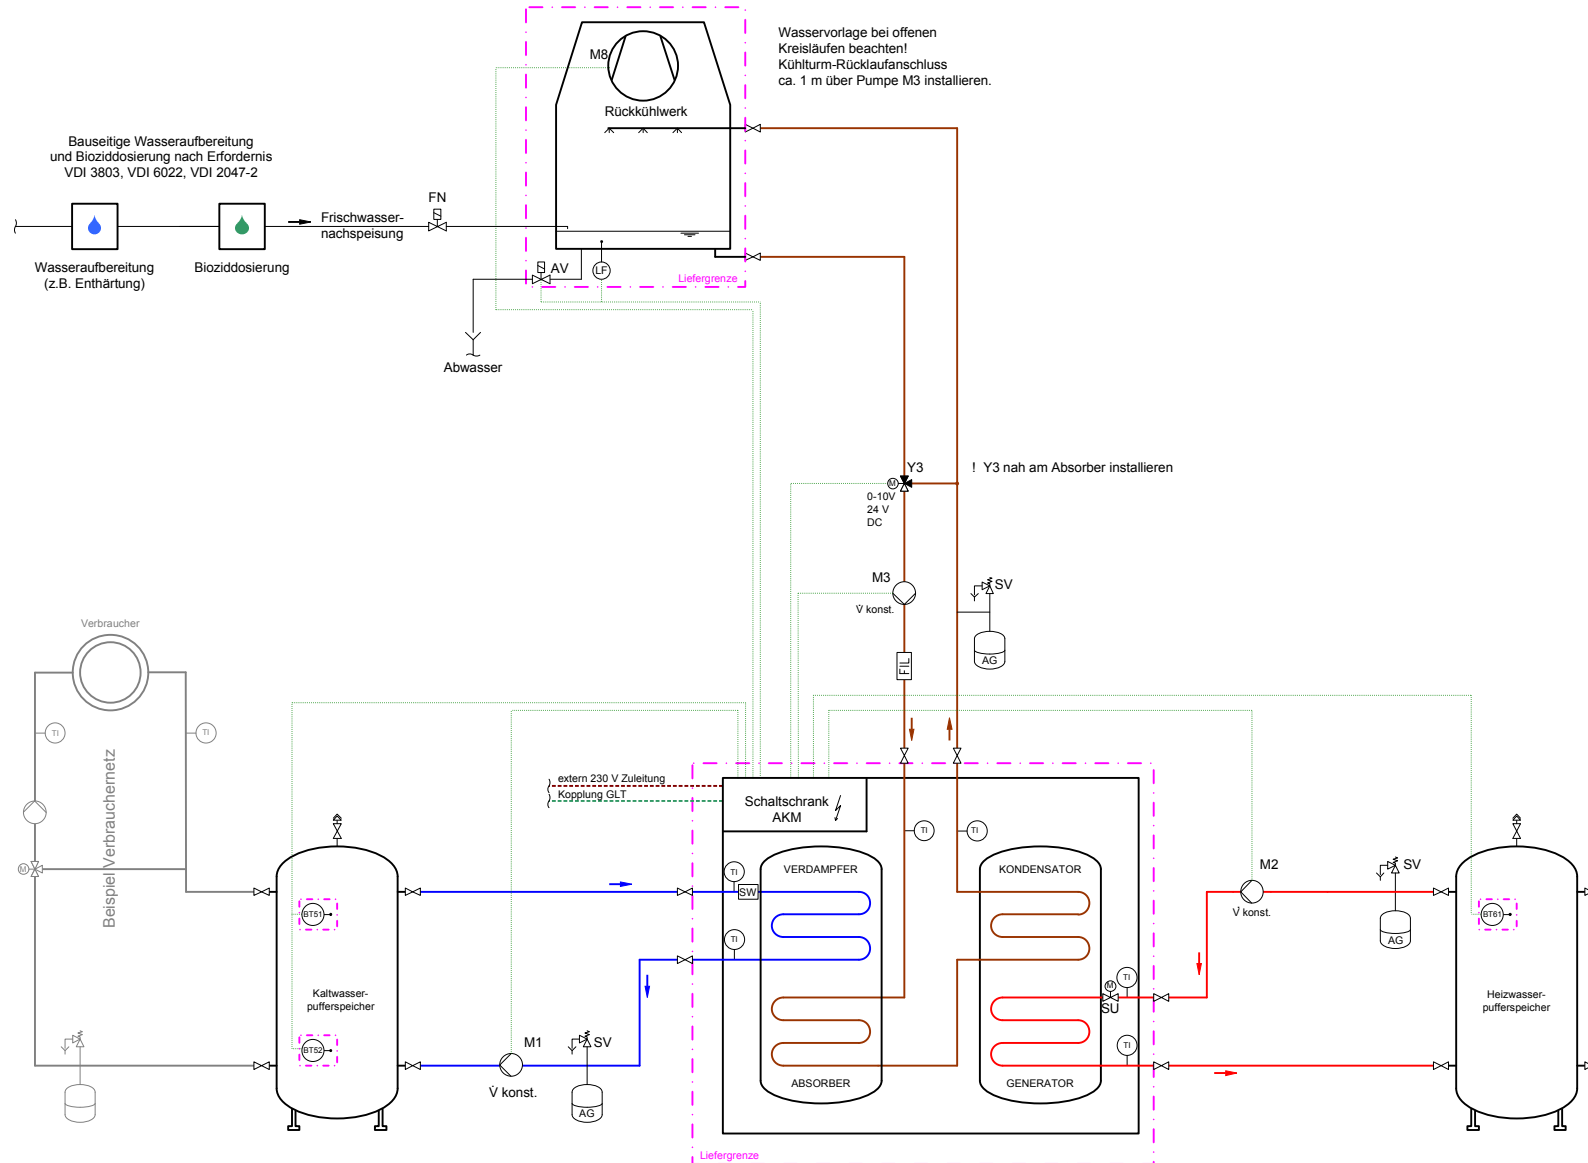 Wasservorlage bei offenen
Kreisläufen beachten!
Kühlturm-Rücklaufanschluss
ca. 1 m über Pumpe M3 installieren.
M8
Rückkühlwerk
Bauseitige Wasseraufbereitung
und Bioziddosierung nach Erfordernis
VDI 3803, VDI 6022, VDI 2047-2
FN
Frischwasser-
nachspeisung
Wasseraufbereitung
(z.B. Enthärtung)
Bioziddosierung
AV
LF
Liefergrenze
Abwasser
Y3
! Y3 nah am Absorber installieren
M
0-10V
24 V
DC
M3
V̇ konst.
SV
AG
FIL
Verbraucher
TI
TI
Beispiel Verbrauchernetz
M
extern 230 V Zuleitung
Kopplung GLT
Schaltschrank
AKM
TI
TI
VERDAMPFER
KONDENSATOR
TI
SW
TI
M2
V̇ konst.
SV
AG
BT51
BT61
Kaltwasser-
pufferspeicher
Heizwasser-
pufferspeicher
TI
M
SU
TI
BT52
M1
V̇ konst.
SV
AG
ABSORBER
GENERATOR
Liefergrenze